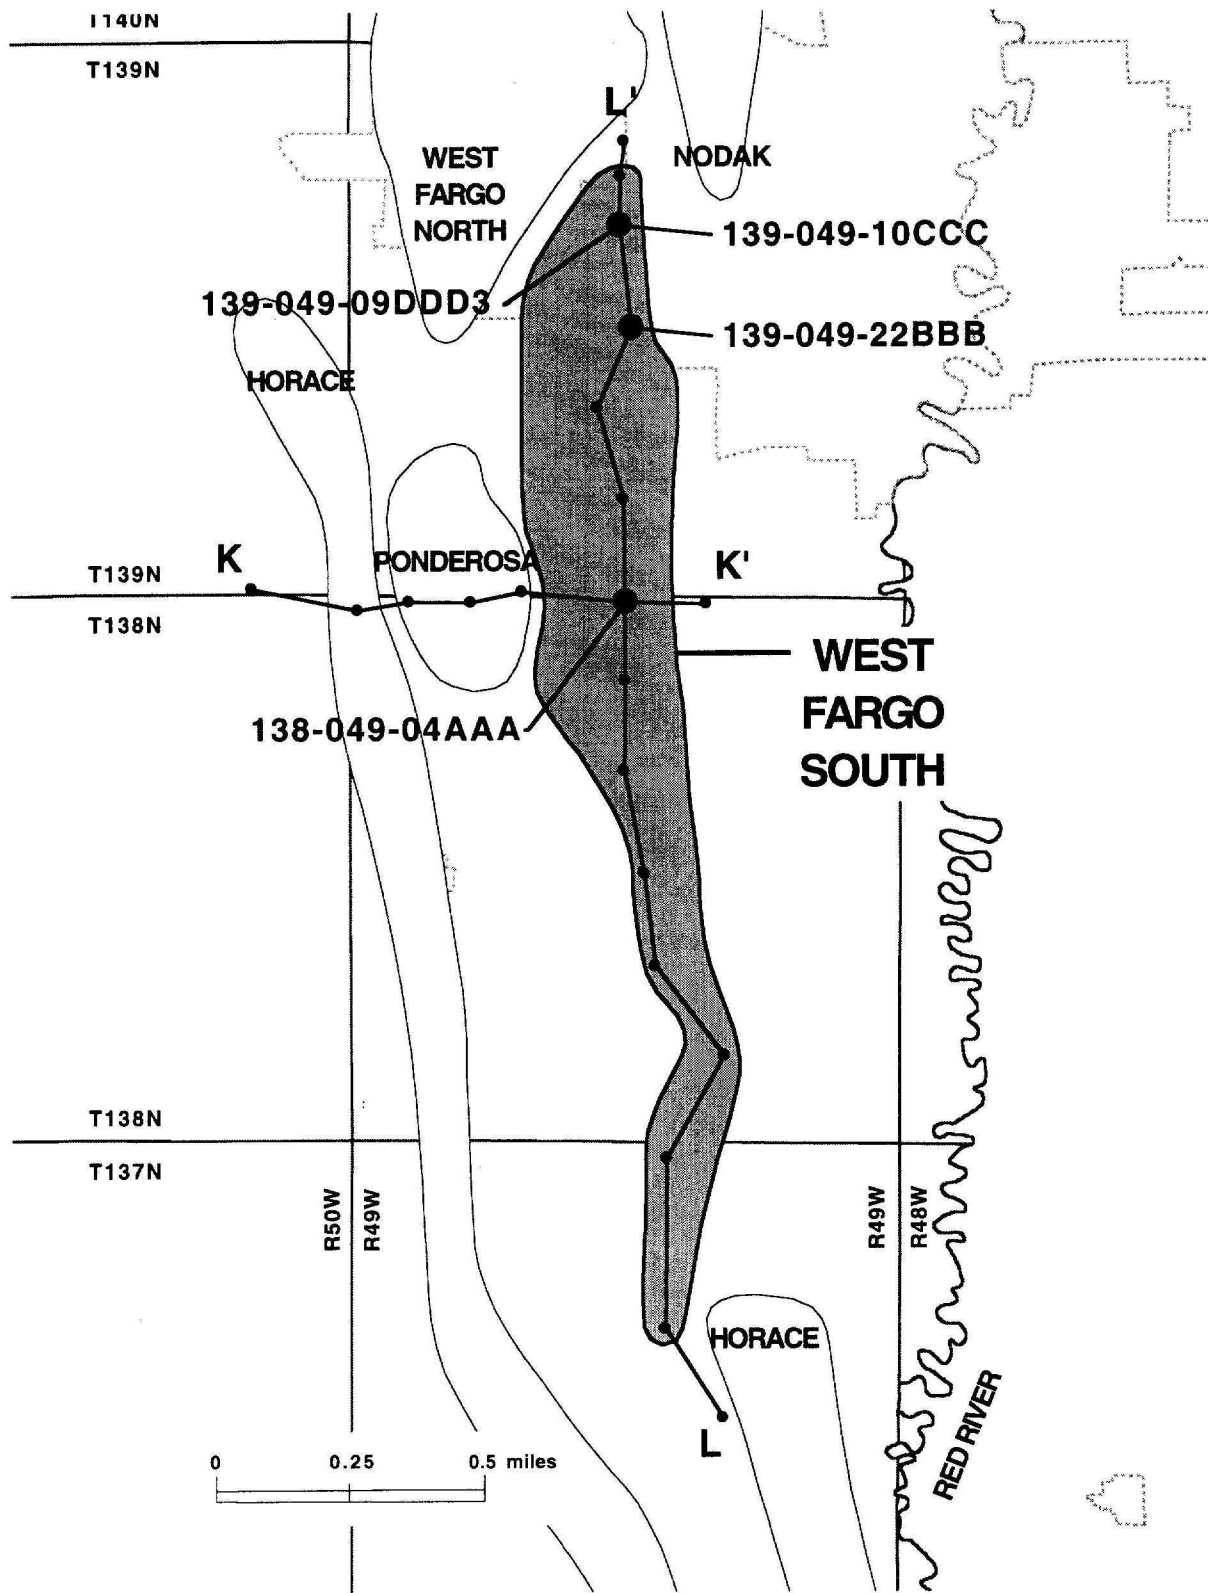 T140N
T139N
L'
WEST
FARGO
NORTH
NODAK
139-049-10CCC
139-049-09DDD3
139-049-22BBB
HORACE
K
PONDEROSA
K'
T139N
T138N
WEST
FARGO
SOUTH
138-049-04AAA
T138N
T137N
R50W
R49W
R49W
R48W
HORACE
L
RED RIVER
0 0.25 0.5 miles